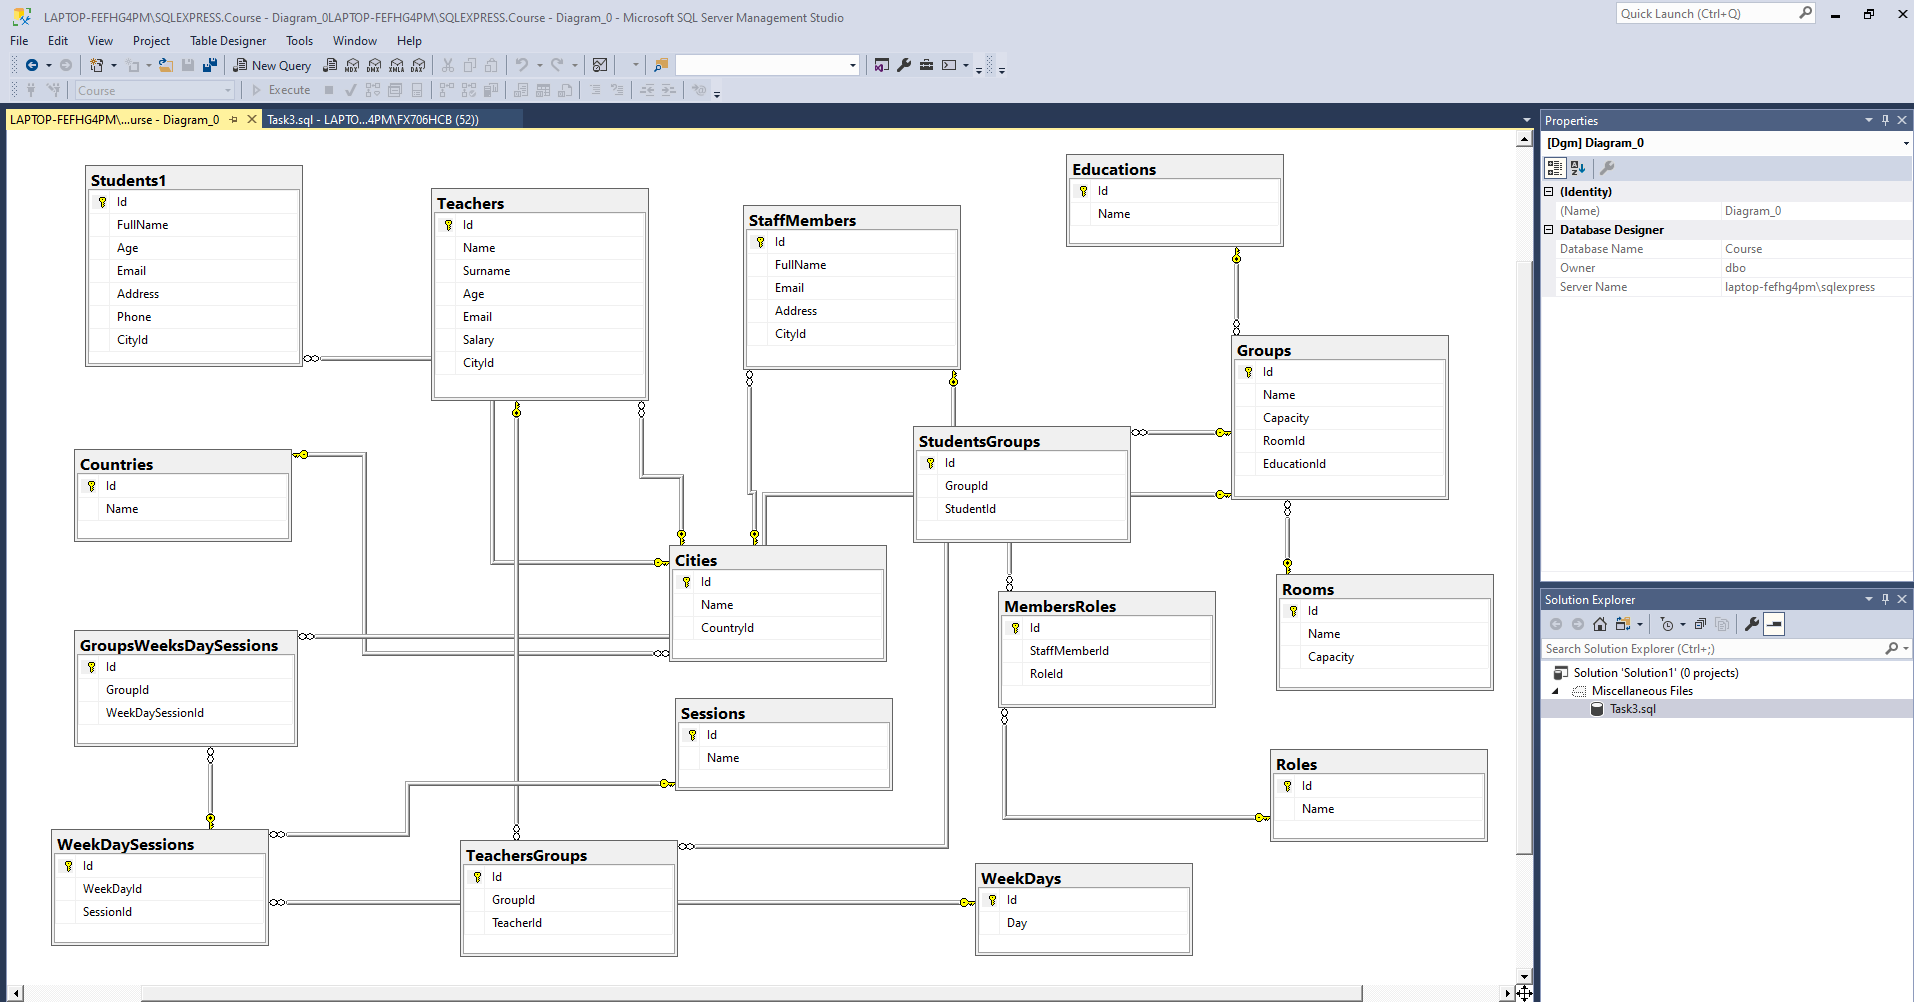 LAPTOP-FEFHG4PM\SQLEXPRESS.Course - Diagram_0LAPTOP-FEFHG4PM\SQLEXPRESS.Course - Diagram_0 - Microsoft SQL Server Management Studio
Quick Launch (Ctrl+Q)
File Edit View Project Table Designer Tools Window Help
New Query MDX DMX XMLA DAX
Course Execute
LAPTOP-FEFHG4PM\...urse - Diagram_0
Task3.sql - LAPTO...4PM\FX706HCB (52))
Students1
Id
FullName
Age
Email
Address
Phone
CityId
Teachers
Id
Name
Surname
Age
Email
Salary
CityId
StaffMembers
Id
FullName
Email
Address
CityId
Educations
Id
Name
Groups
Id
Name
Capacity
RoomId
EducationId
StudentsGroups
Id
GroupId
StudentId
Countries
Id
Name
Cities
Id
Name
CountryId
MembersRoles
Id
StaffMemberId
RoleId
Rooms
Id
Name
Capacity
GroupsWeeksDaySessions
Id
GroupId
WeekDaySessionId
Sessions
Id
Name
Roles
Id
Name
WeekDaySessions
Id
WeekDayId
SessionId
TeachersGroups
Id
GroupId
TeacherId
WeekDays
Id
Day
Properties
[Dgm] Diagram_0
(Identity)
(Name) Diagram_0
Database Designer
Database Name Course
Owner dbo
Server Name laptop-fefhg4pm\sqlexpress
Solution Explorer
Search Solution Explorer (Ctrl+;)
Solution 'Solution1' (0 projects)
Miscellaneous Files
Task3.sql